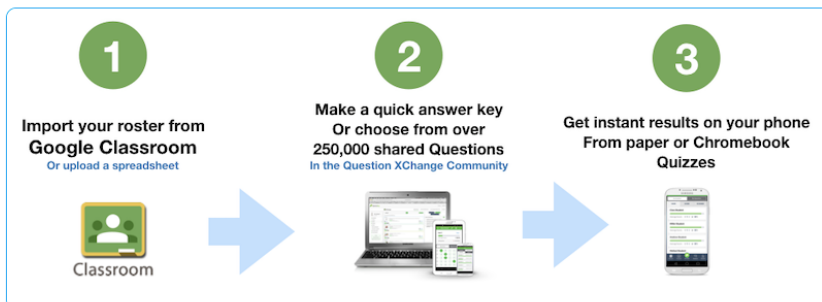 1
Import your roster from
Google Classroom
Or upload a spreadsheet
Classroom
2
Make a quick answer key
Or choose from over
250,000 shared Questions
In the Question XChange Community
3
Get instant results on your phone
From paper or Chromebook
Quizzes